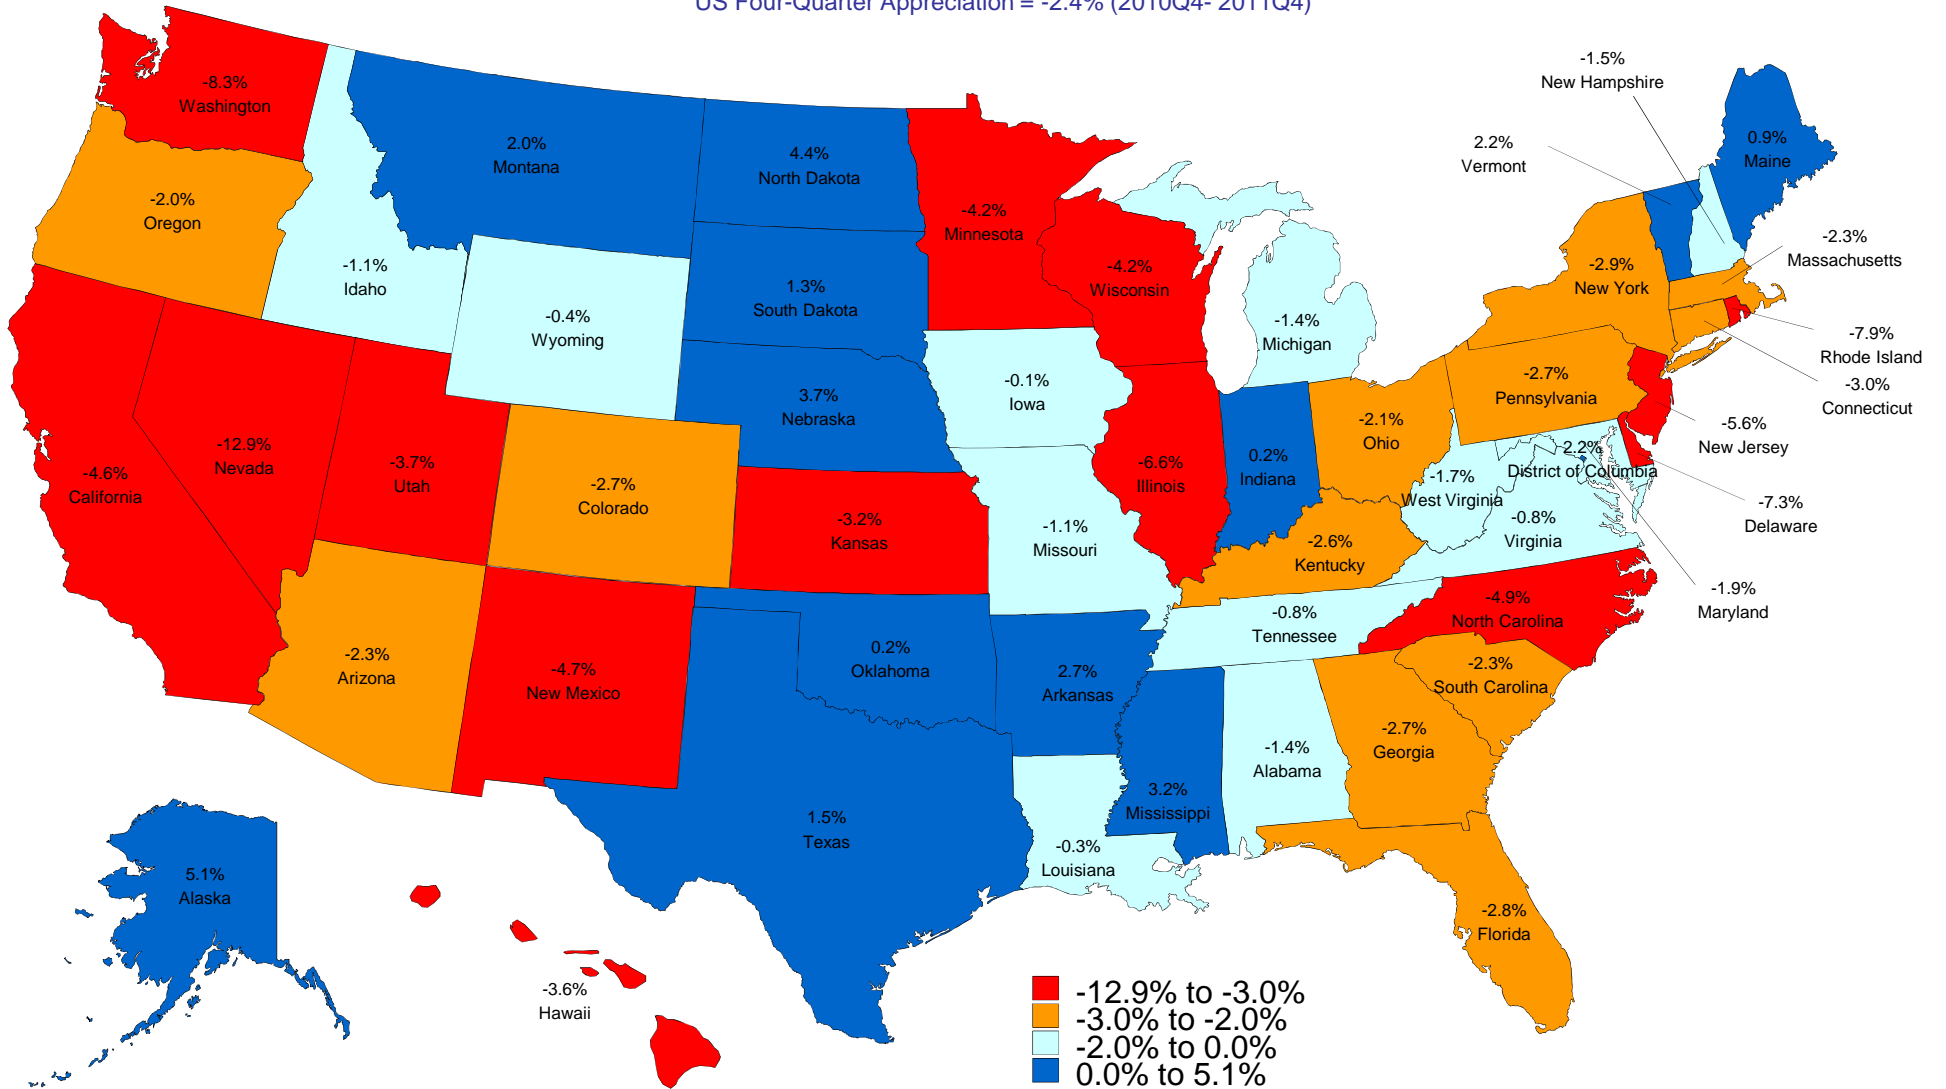 US Four-Quarter Appreciation = -2.4% (2010Q4- 2011Q4)
-8.3%
Washington
-2.0%
Oregon
-1.1%
Idaho
2.0%
Montana
4.4%
North Dakota
-4.2%
Minnesota
-4.2%
Wisconsin
-1.5%
New Hampshire
2.2%
Vermont
0.9%
Maine
-2.3%
Massachusetts
-2.9%
New York
-7.9%
Rhode Island
-3.0%
Connecticut
-5.6%
New Jersey
-7.3%
Delaware
-1.9%
Maryland
-0.4%
Wyoming
1.3%
South Dakota
3.7%
Nebraska
-0.1%
Iowa
-1.4%
Michigan
-2.7%
Pennsylvania
-2.1%
Ohio
0.2%
Indiana
-6.6%
Illinois
-4.6%
California
-12.9%
Nevada
-3.7%
Utah
-2.7%
Colorado
-3.2%
Kansas
-1.1%
Missouri
-2.6%
Kentucky
-1.7%
West Virginia
2.2%
District of Columbia
-0.8%
Virginia
-4.9%
North Carolina
-0.8%
Tennessee
-2.3%
Arizona
-4.7%
New Mexico
0.2%
Oklahoma
2.7%
Arkansas
-2.3%
South Carolina
-2.7%
Georgia
-1.4%
Alabama
3.2%
Mississippi
1.5%
Texas
-0.3%
Louisiana
-2.8%
Florida
5.1%
Alaska
-3.6%
Hawaii
-12.9% to -3.0%
-3.0% to -2.0%
-2.0% to 0.0%
0.0% to 5.1%